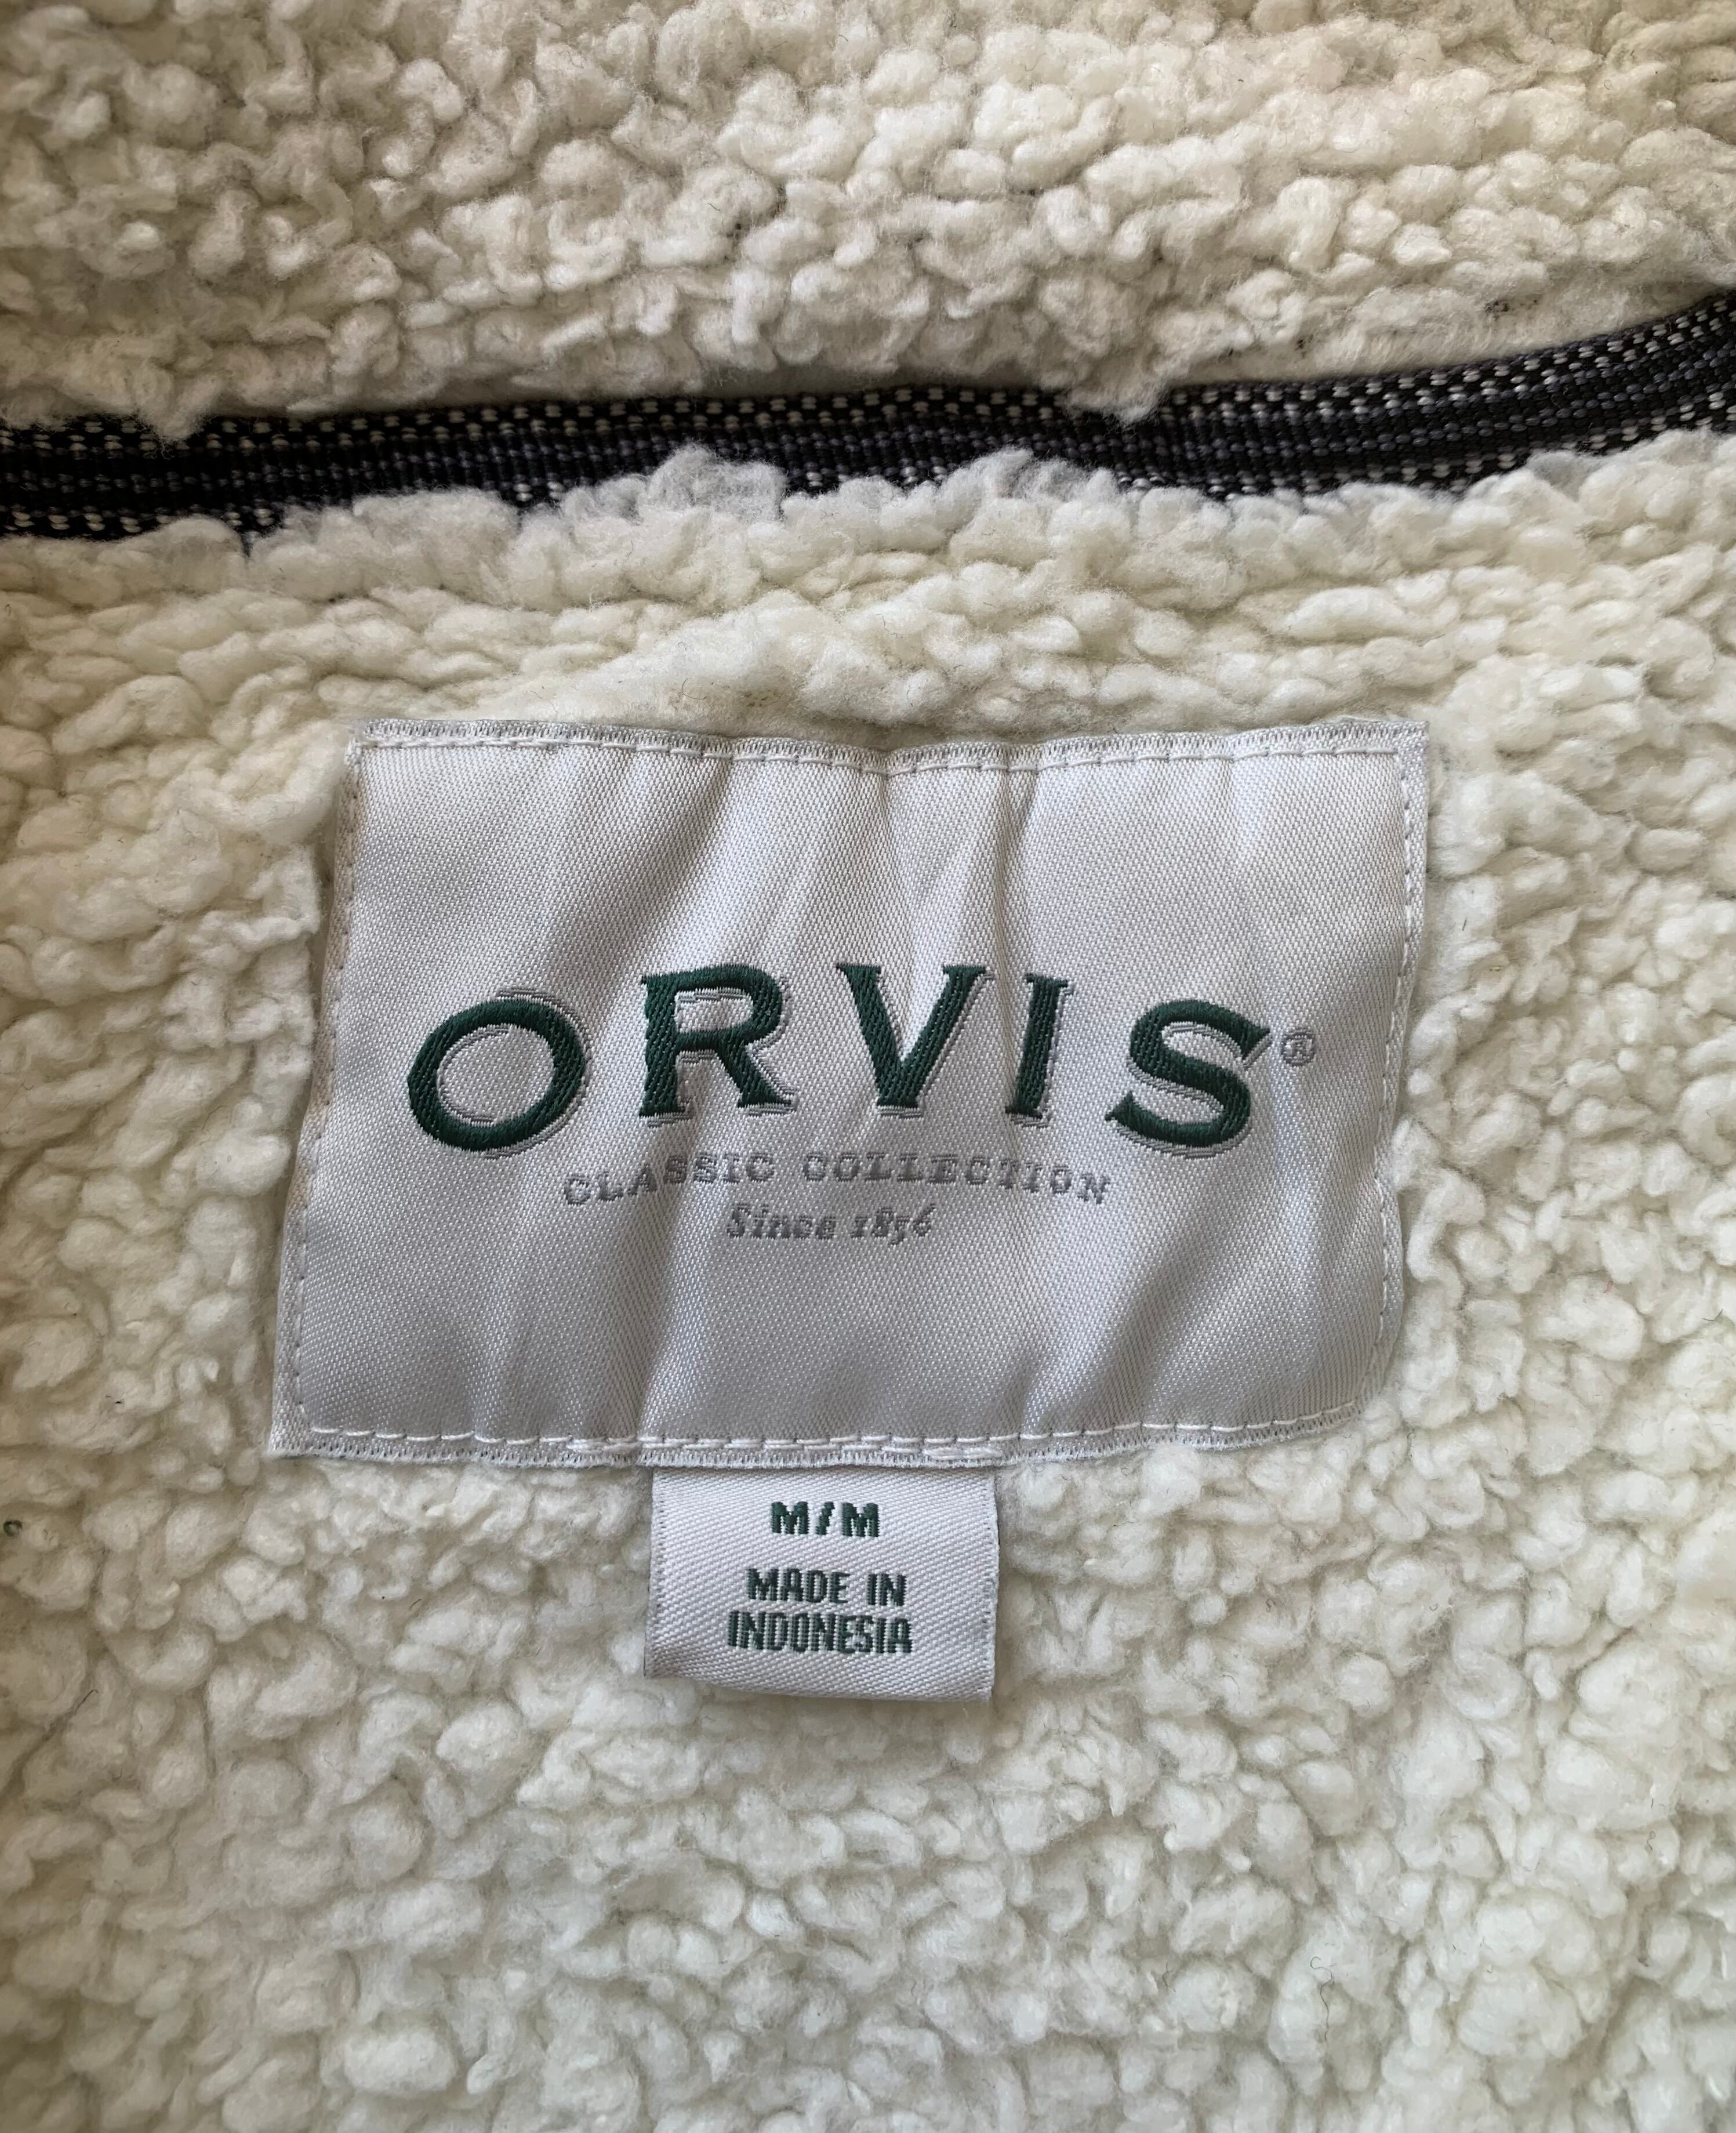 ORVIS®
CLASSIC COLLECTION
Since 1856
M/M
MADE IN
INDONESIA